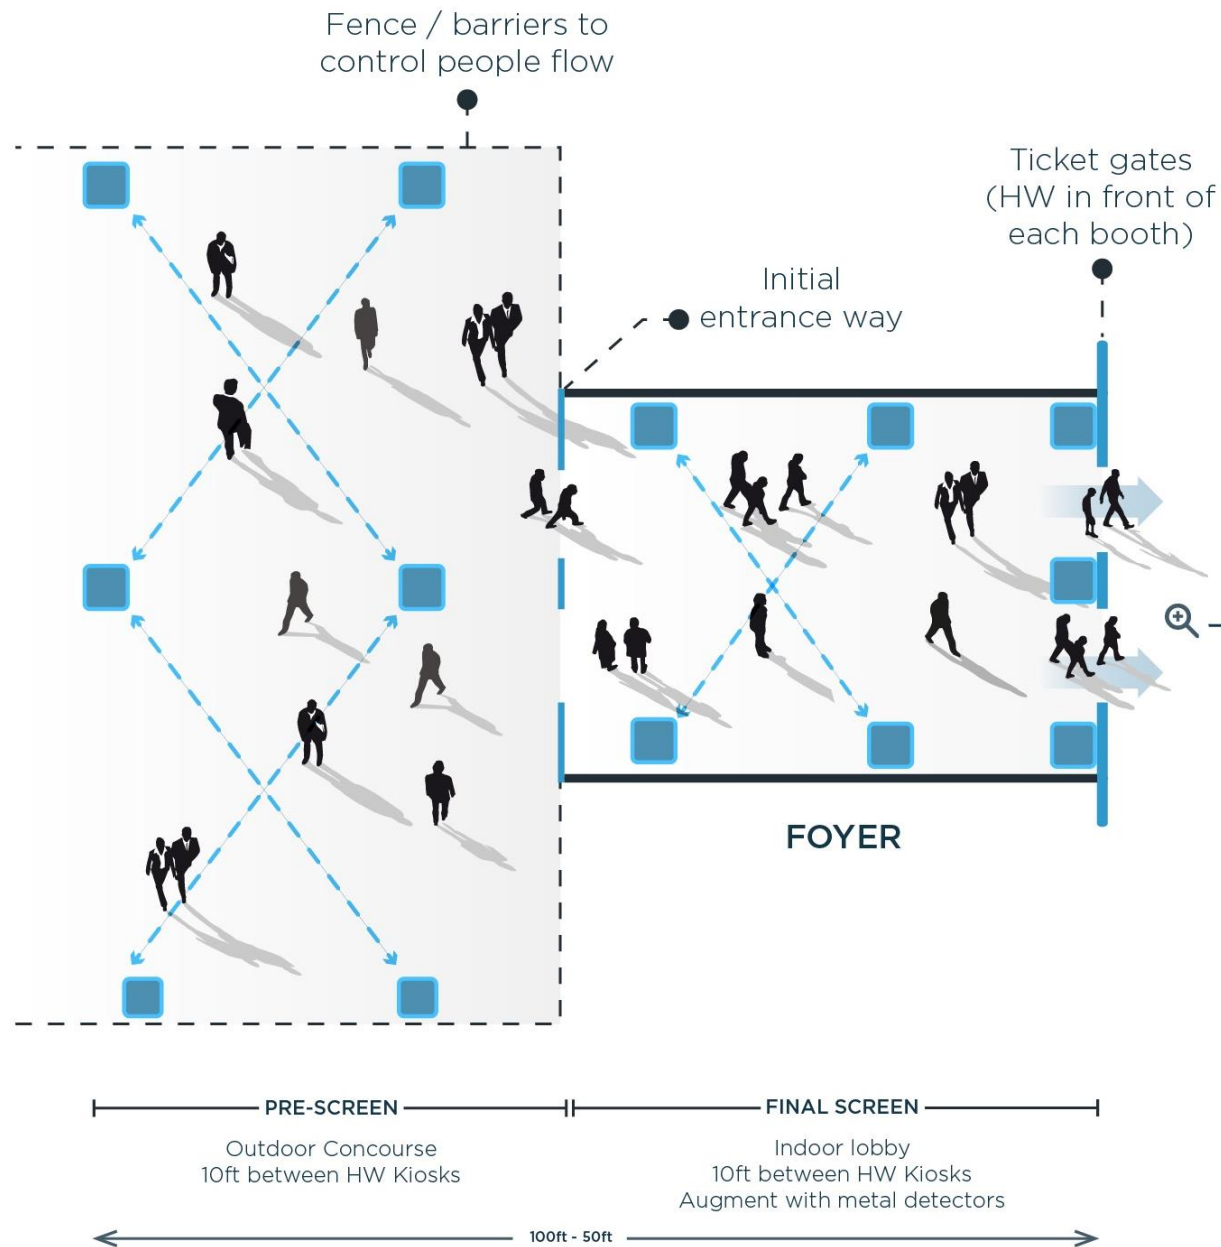 Fence / barriers to
control people flow
Ticket gates
(HW in front of
each booth)
Initial
entrance way
FOYER
PRE-SCREEN
Outdoor Concourse
10ft between HW Kiosks
FINAL SCREEN
Indoor lobby
10ft between HW Kiosks
Augment with metal detectors
100ft - 50ft